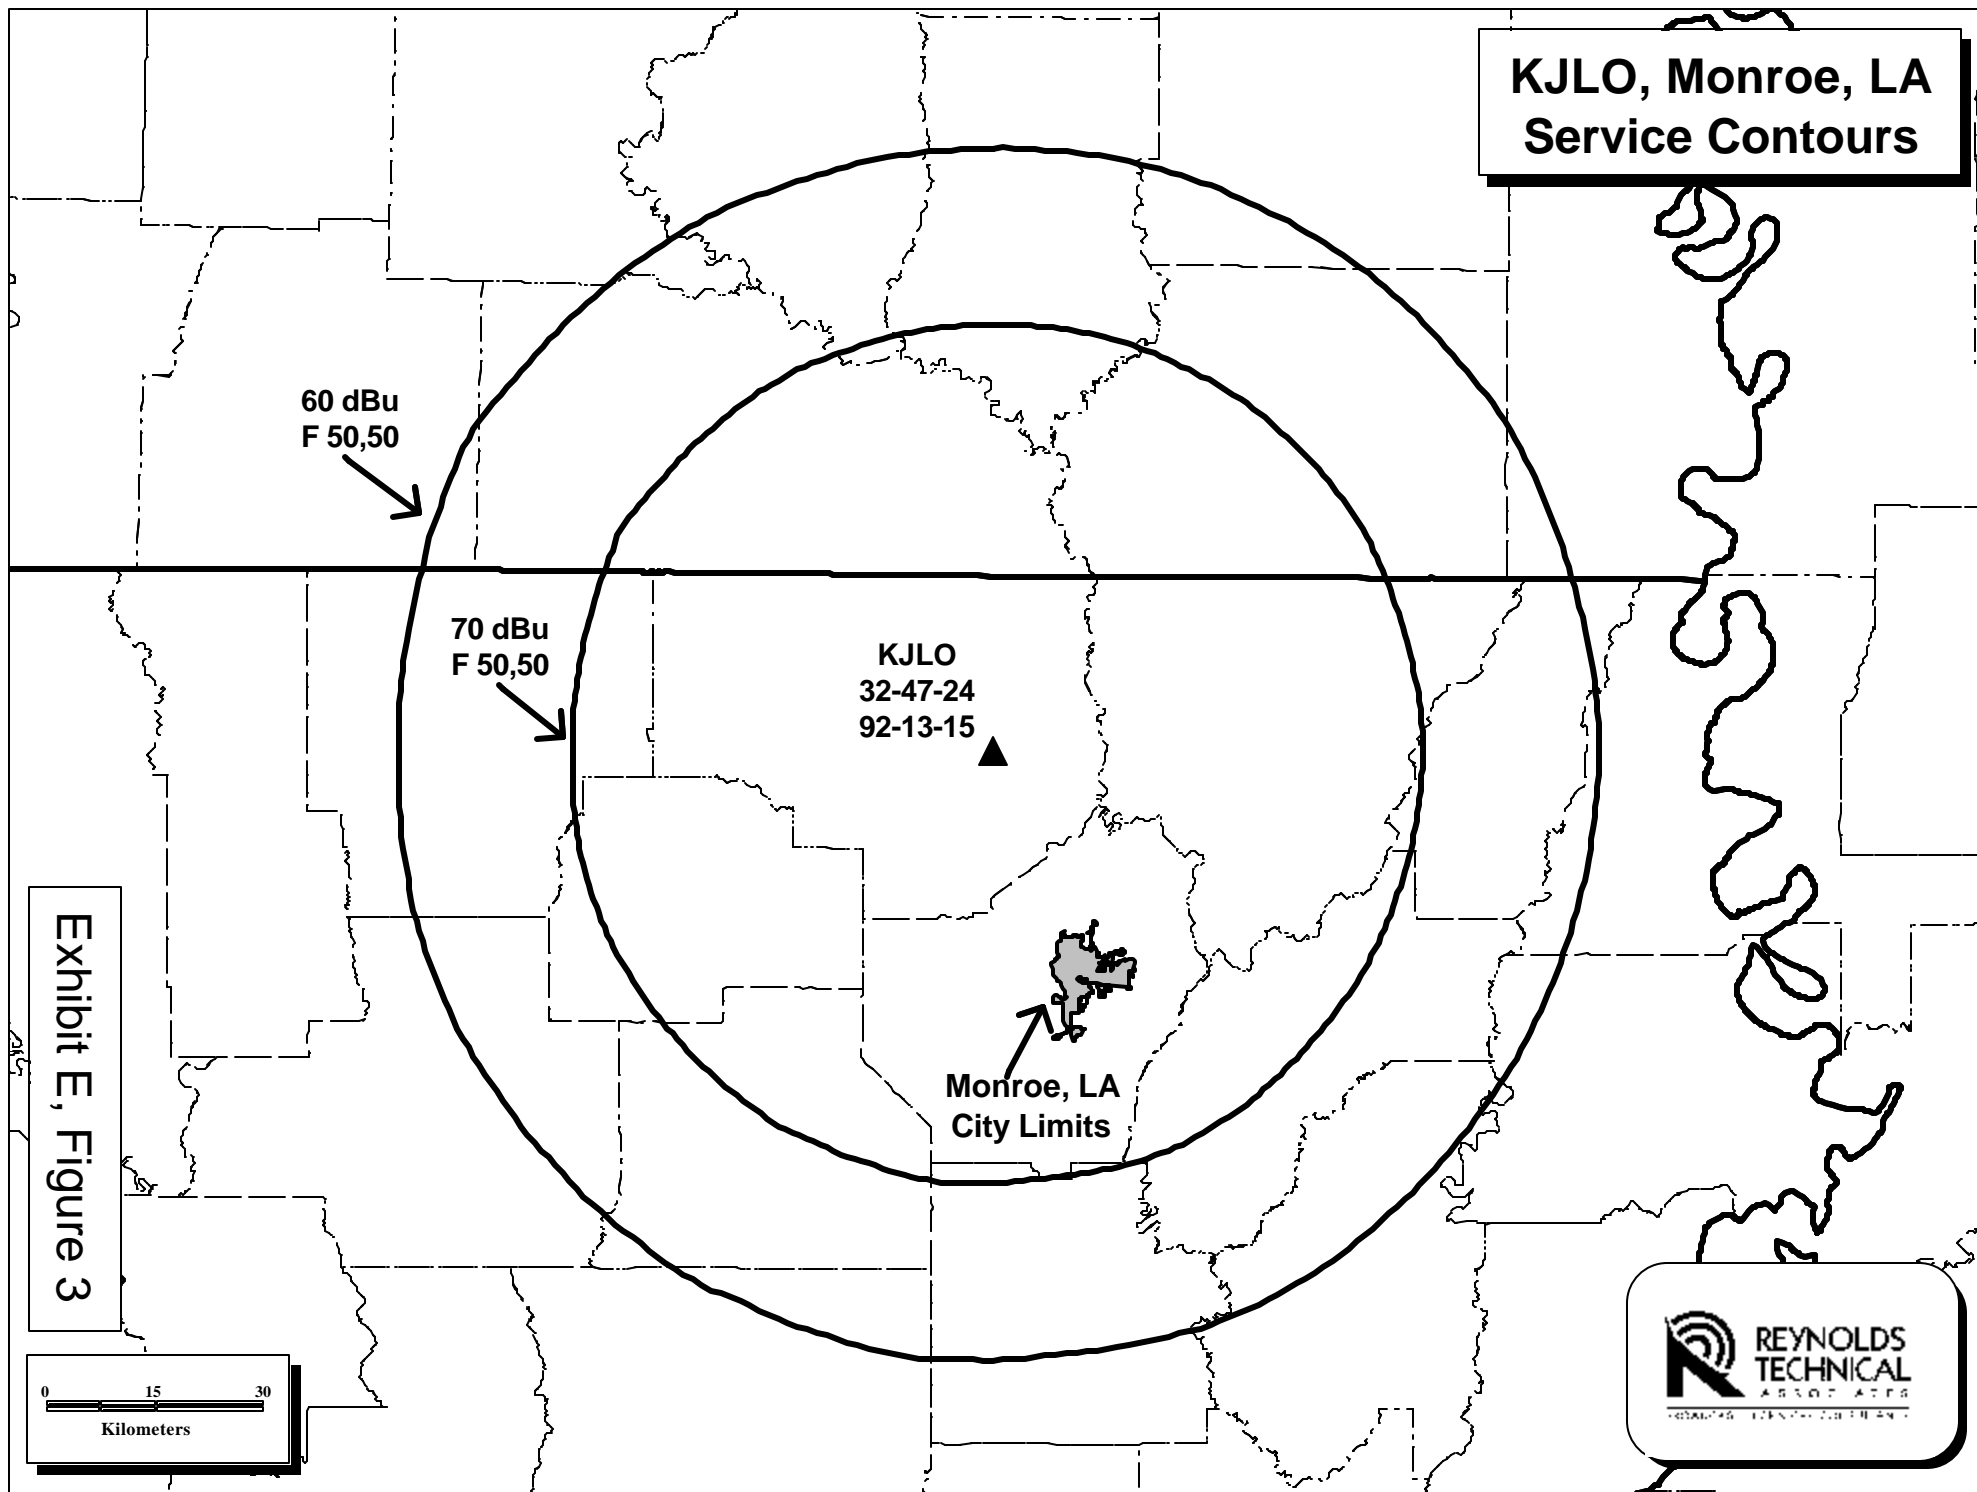 KJLO, Monroe, LA
Service Contours
60 dBu
F 50,50
70 dBu
F 50,50
KJLO
32-47-24
92-13-15
Monroe, LA
City Limits
Exhibit E, Figure 3
0 15 30
Kilometers
REYNOLDS
TECHNICAL
ASSOCIATES